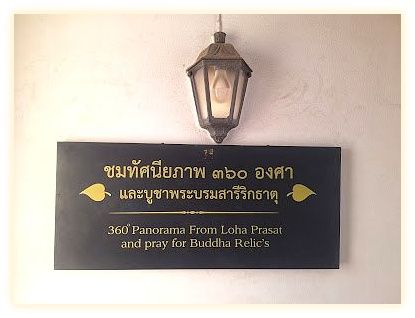 ชมทัศนียภาพ ๓๖๐ องศา
และบูชาพระบรมสารีริกธาตุ
360° Panorama From Loha Prasat
and pray for Buddha Relic's